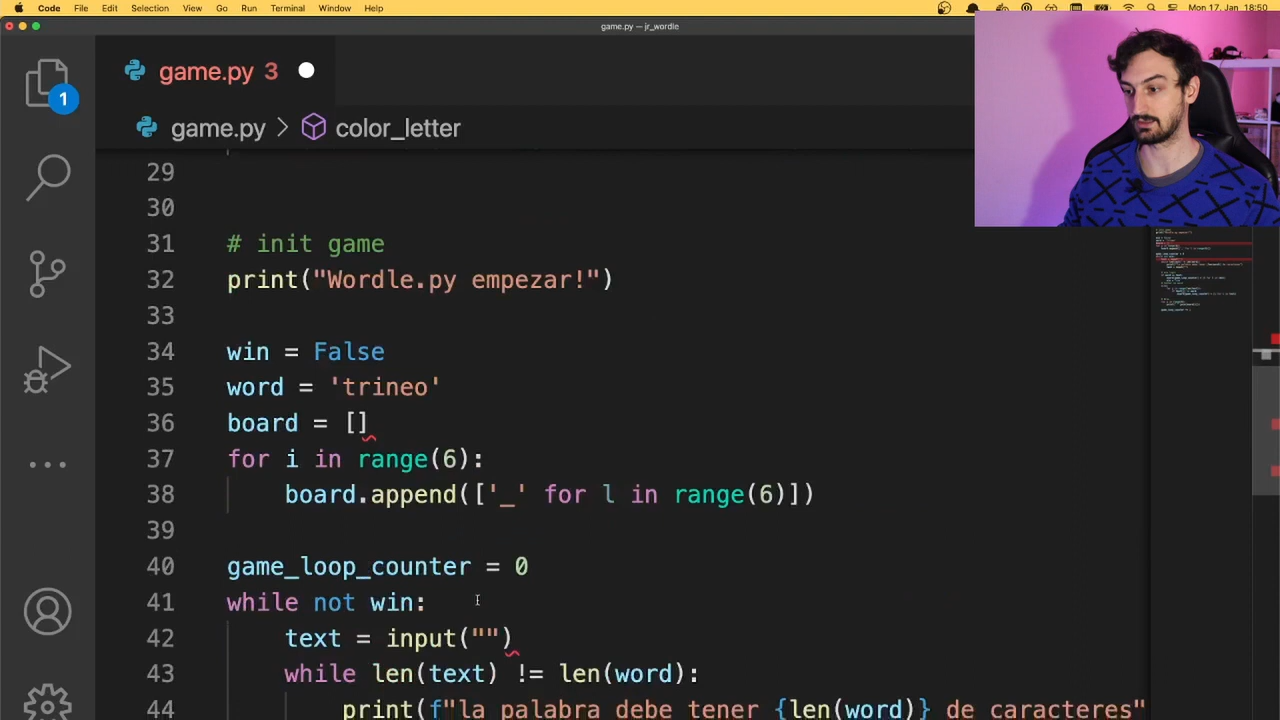 Code File Edit Selection View Go Run Terminal Window Help Mon 17. Jan 18:50
game.py — jr_wordle
game.py 3
1
game.py > color_letter
29
30
31 # init game
32 print("Wordle.py empezar!")
33
34 win = False
35 word = 'trineo'
36 board = []
37 for i in range(6):
38 board.append(['_' for l in range(6)])
39
40 game_loop_counter = 0
41 while not win:
42 text = input("")
43 while len(text) != len(word):
44 print(f"la palabra debe tener {len(word)} de caracteres"